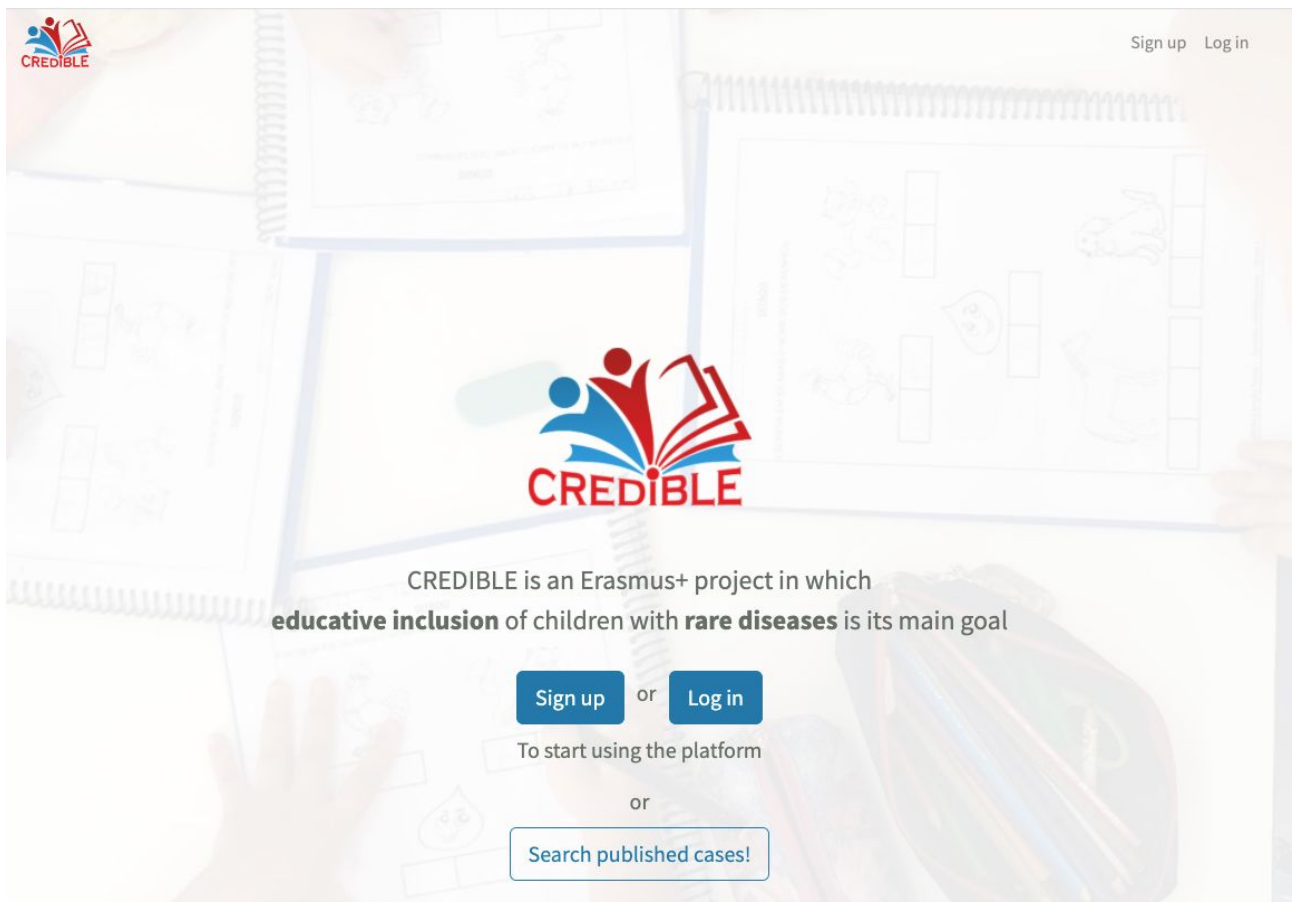 CREDIBLE
Sign up Log in
CREDIBLE
CREDIBLE is an Erasmus+ project in which
educative inclusion of children with rare diseases is its main goal
Sign up or Log in
To start using the platform
or
Search published cases!